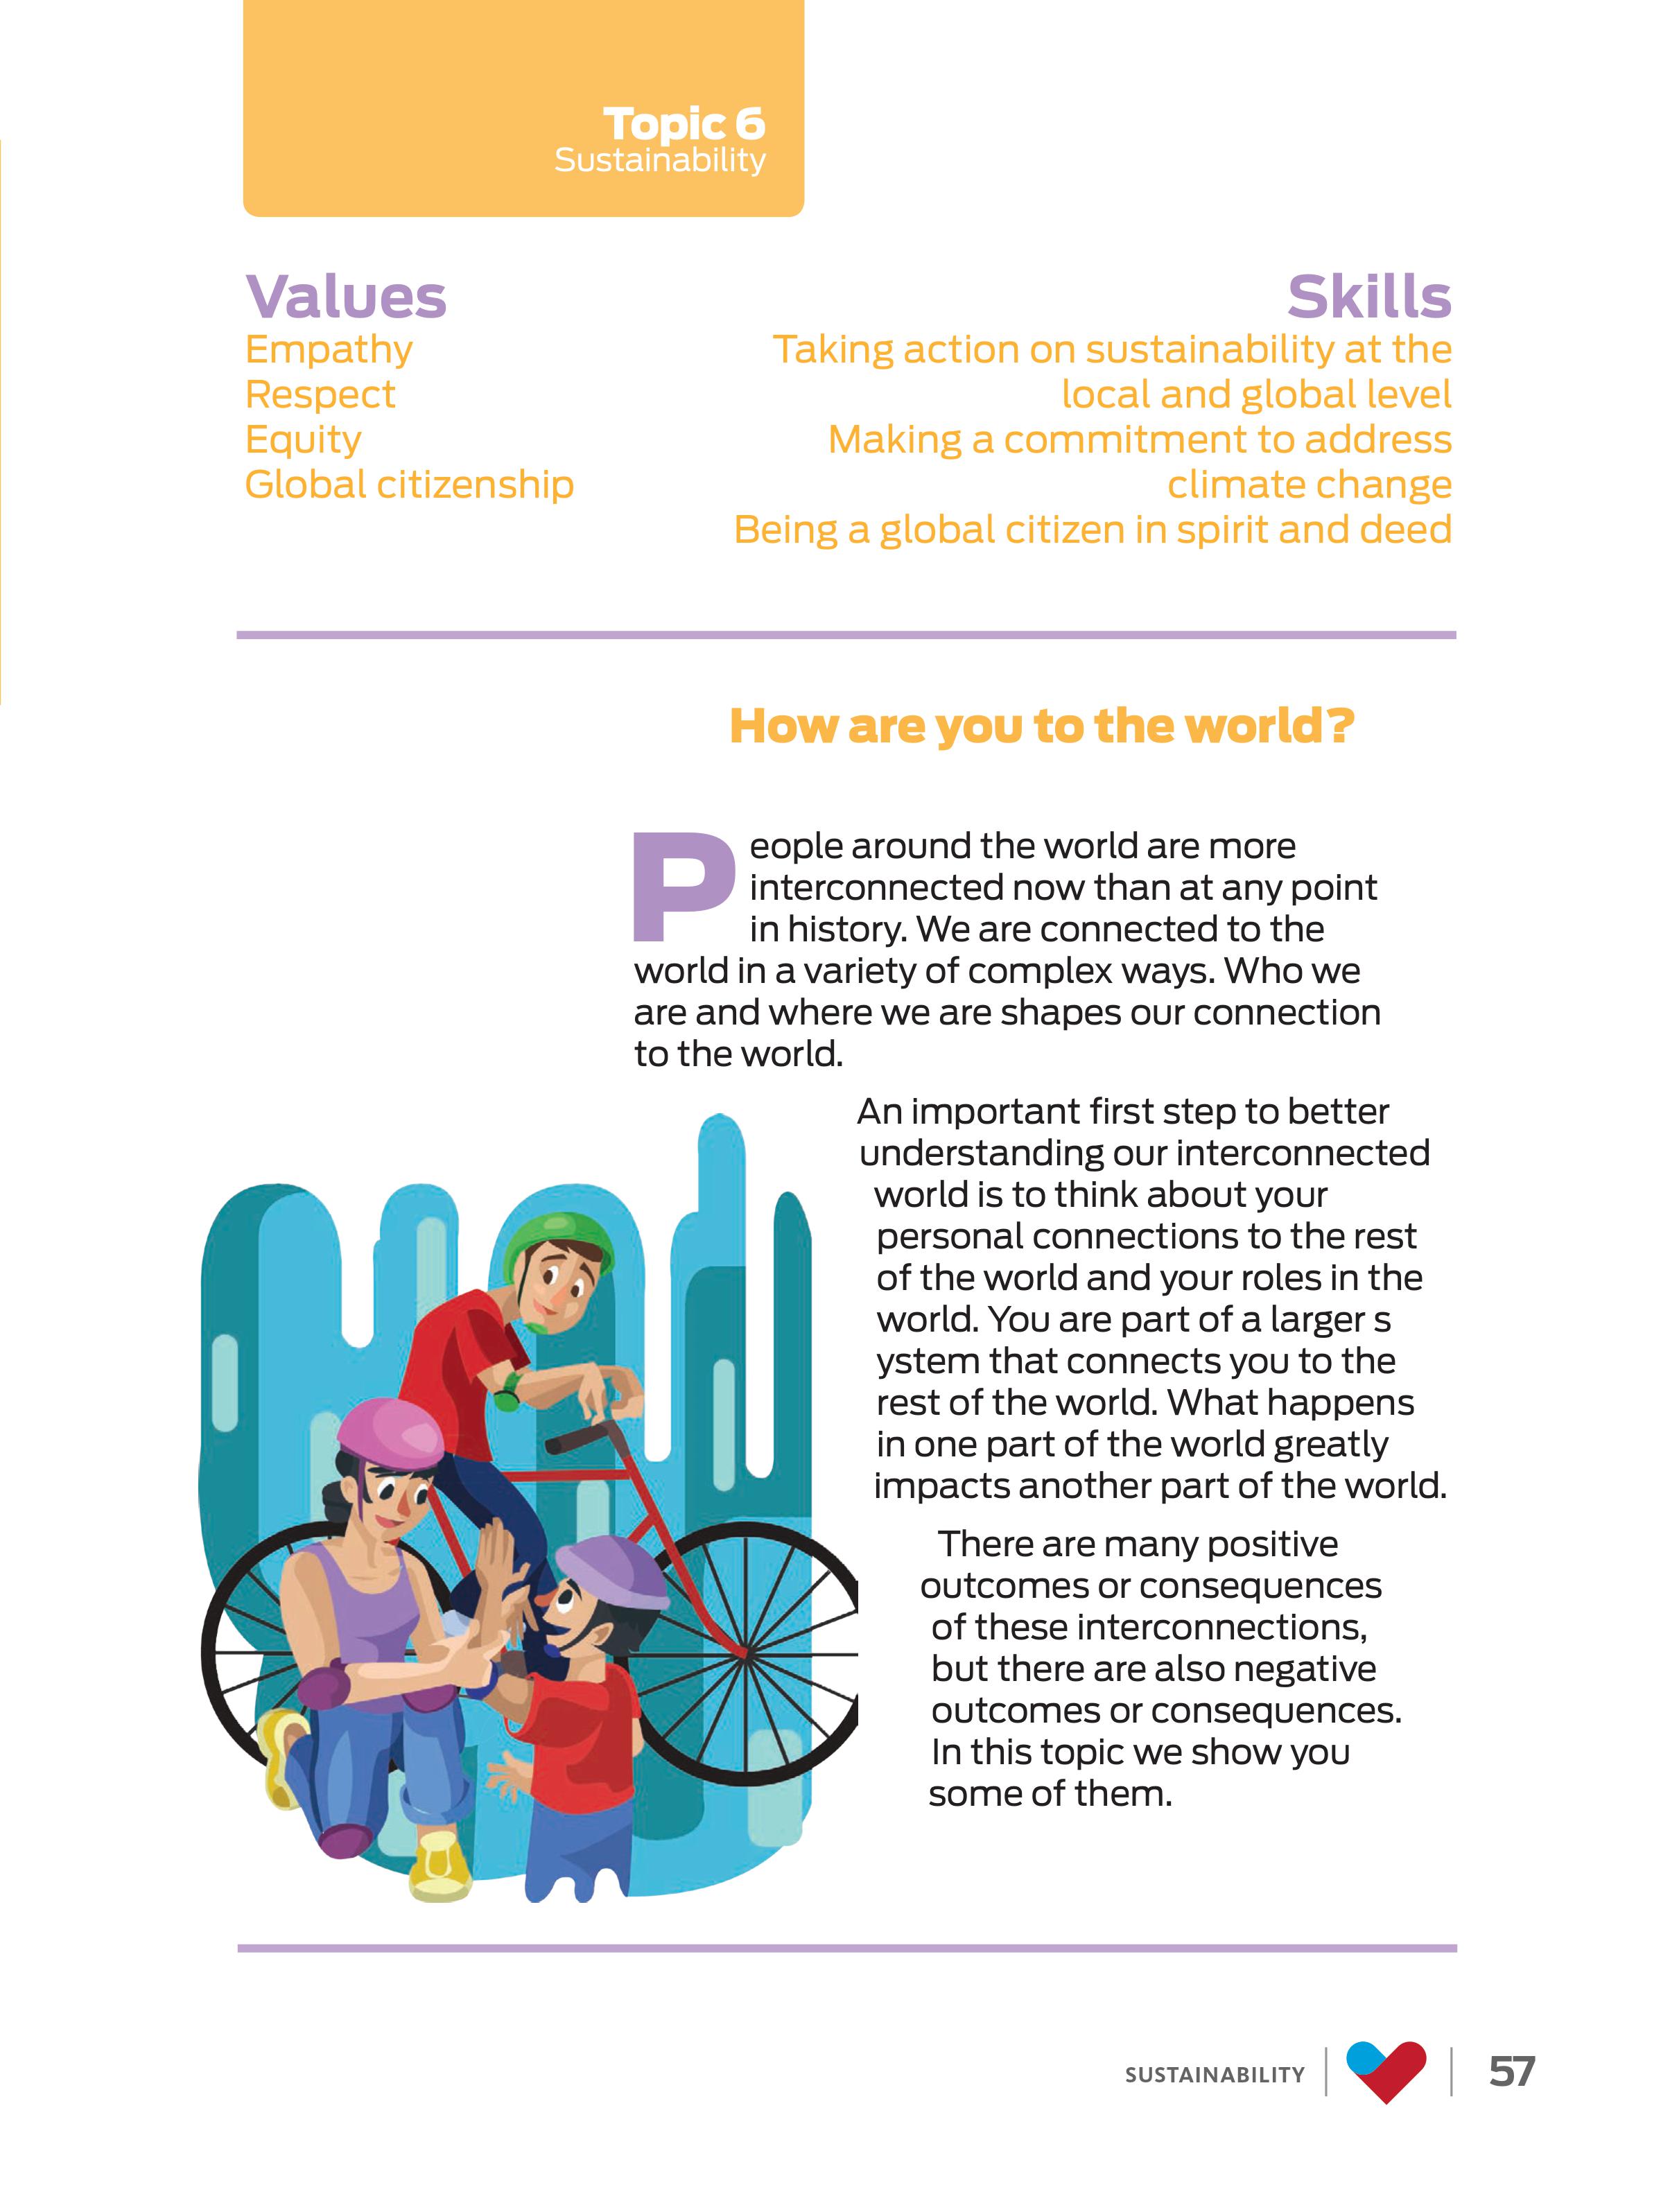 Topic 6
Sustainability
Values
Empathy
Respect
Equity
Global citizenship
Skills
Taking action on sustainability at the
local and global level
Making a commitment to address
climate change
Being a global citizen in spirit and deed
How are you to the world?
People around the world are more
interconnected now than at any point
in history. We are connected to the
world in a variety of complex ways. Who we
are and where we are shapes our connection
to the world.
An important first step to better
understanding our interconnected
world is to think about your
personal connections to the rest
of the world and your roles in the
world. You are part of a larger s
ystem that connects you to the
rest of the world. What happens
in one part of the world greatly
impacts another part of the world.
There are many positive
outcomes or consequences
of these interconnections,
but there are also negative
outcomes or consequences.
In this topic we show you
some of them.
SUSTAINABILITY
57